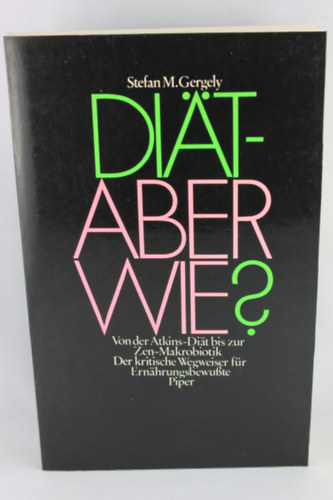 Stefan M. Gergely
DIÄT-
ABER
WIE?
Von der Atkins-Diät bis zur
Zen-Makrobiotik
Der kritische Wegweiser für
Ernährungsbewußte
Piper